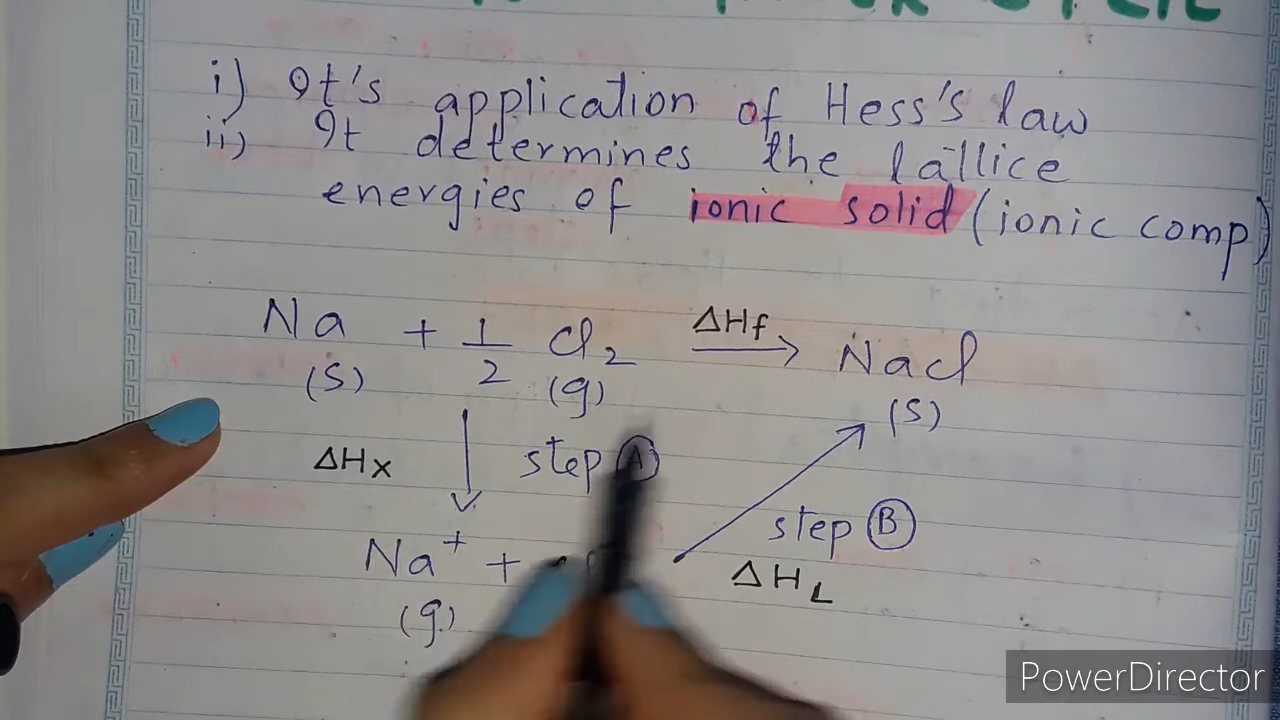 i) It's application of Hess's law
ii) It determines the lattice
energies of ionic solid (ionic comp)
Na + 1/2 Cl2 ΔHf → NaCl
(s) (g) (s)
ΔHx ↓ step A
step B
Na+ +
ΔHL
(g)
PowerDirector